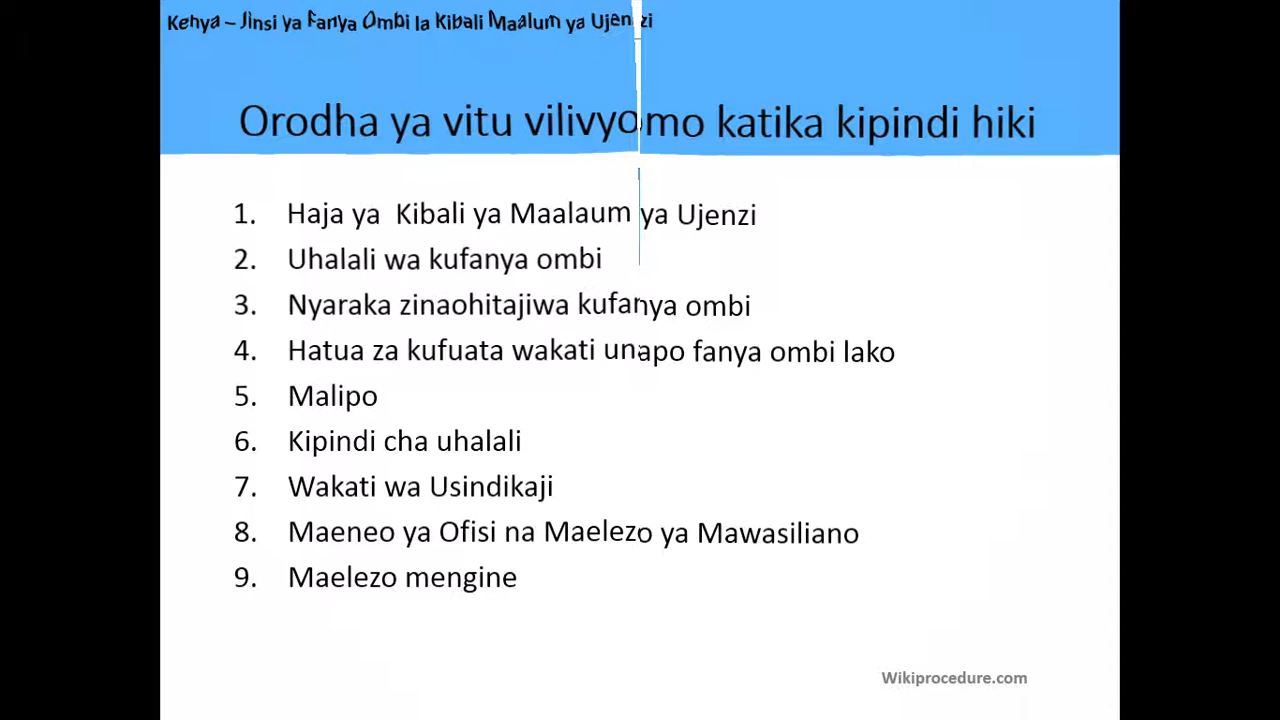 Kenya – Jinsi ya Fanya Ombi la Kibali Maalum ya Ujenzi
Orodha ya vitu vilivyomo katika kipindi hiki
1. Haja ya Kibali ya Maalaum ya Ujenzi
2. Uhalali wa kufanya ombi
3. Nyaraka zinaohitajiwa kufanya ombi
4. Hatua za kufuata wakati unapo fanya ombi lako
5. Malipo
6. Kipindi cha uhalali
7. Wakati wa Usindikaji
8. Maeneo ya Ofisi na Maelezo ya Mawasiliano
9. Maelezo mengine
Wikiprocedure.com